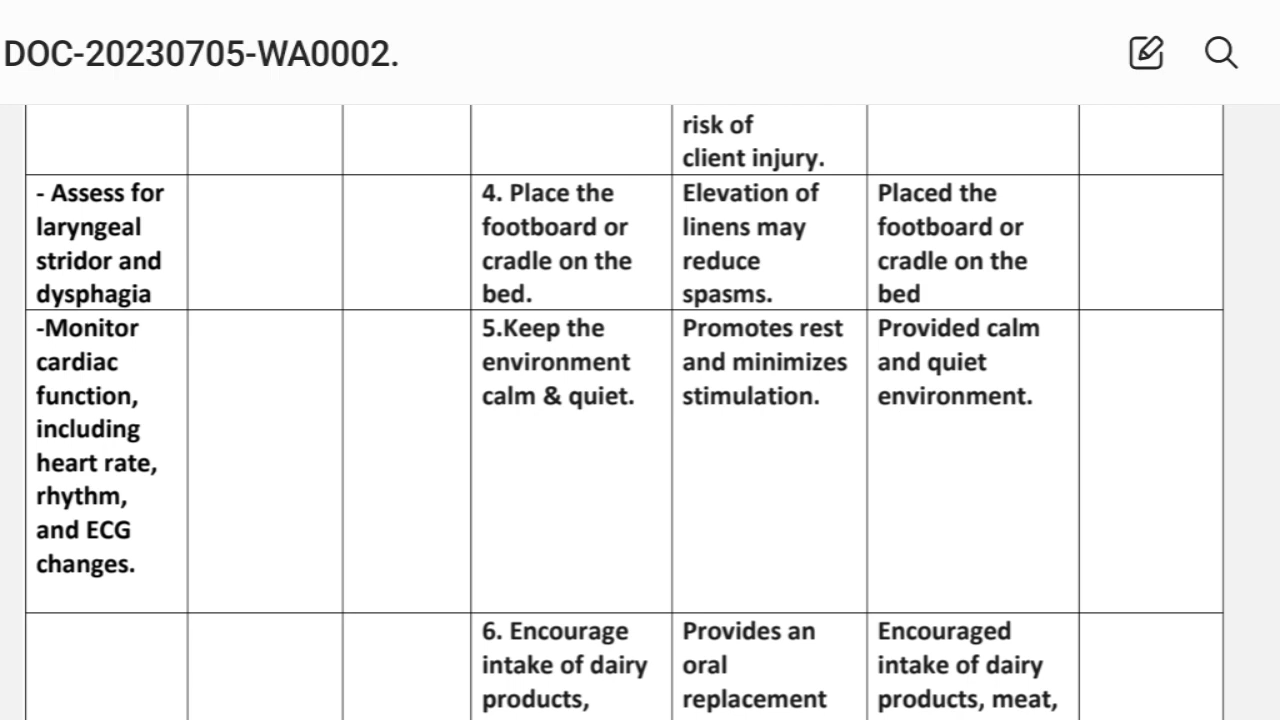 DOC-20230705-WA0002.
risk of
client injury.
- Assess for
laryngeal
stridor and
dysphagia
4. Place the
footboard or
cradle on the
bed.
Elevation of
linens may
reduce
spasms.
Placed the
footboard or
cradle on the
bed
-Monitor
cardiac
function,
including
heart rate,
rhythm,
and ECG
changes.
5.Keep the
environment
calm & quiet.
Promotes rest
and minimizes
stimulation.
Provided calm
and quiet
environment.
6. Encourage
intake of dairy
products,
Provides an
oral
replacement
Encouraged
intake of dairy
products, meat,